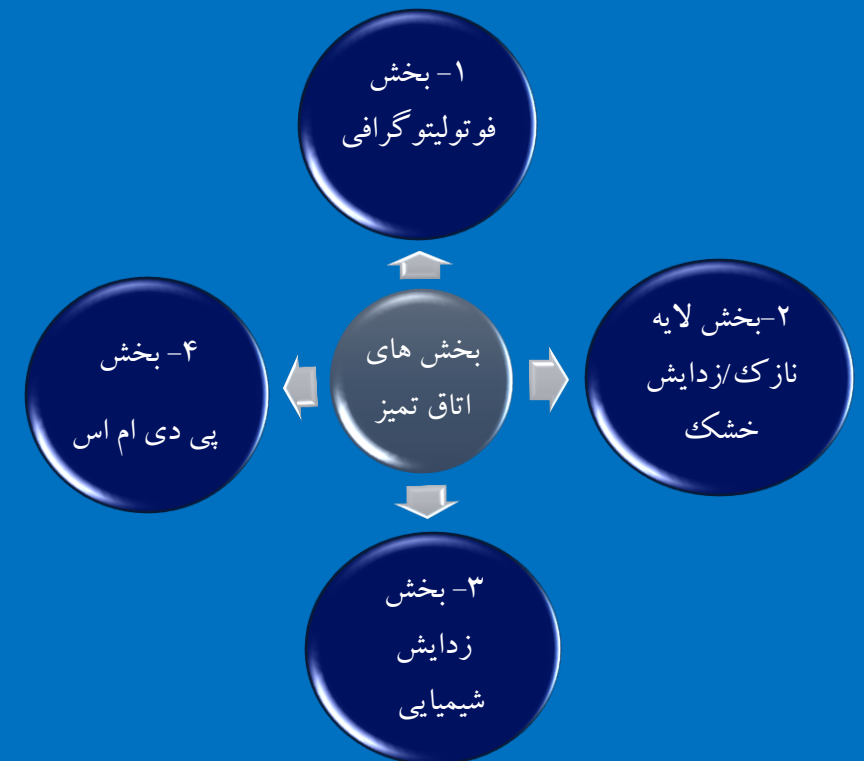 ۱- بخش
فوتولیتوگرافی
۲-بخش لایه
نازک/زدایش
خشک
بخش های
اتاق تمیز
۴- بخش
پی دی ام اس
۳- بخش
زدایش
شیمیایی